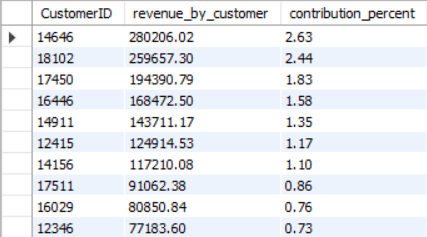 CustomerID revenue_by_customer contribution_percent
14646 280206.02 2.63
18102 259657.30 2.44
17450 194390.79 1.83
16446 168472.50 1.58
14911 143711.17 1.35
12415 124914.53 1.17
14156 117210.08 1.10
17511 91062.38 0.86
16029 80850.84 0.76
12346 77183.60 0.73